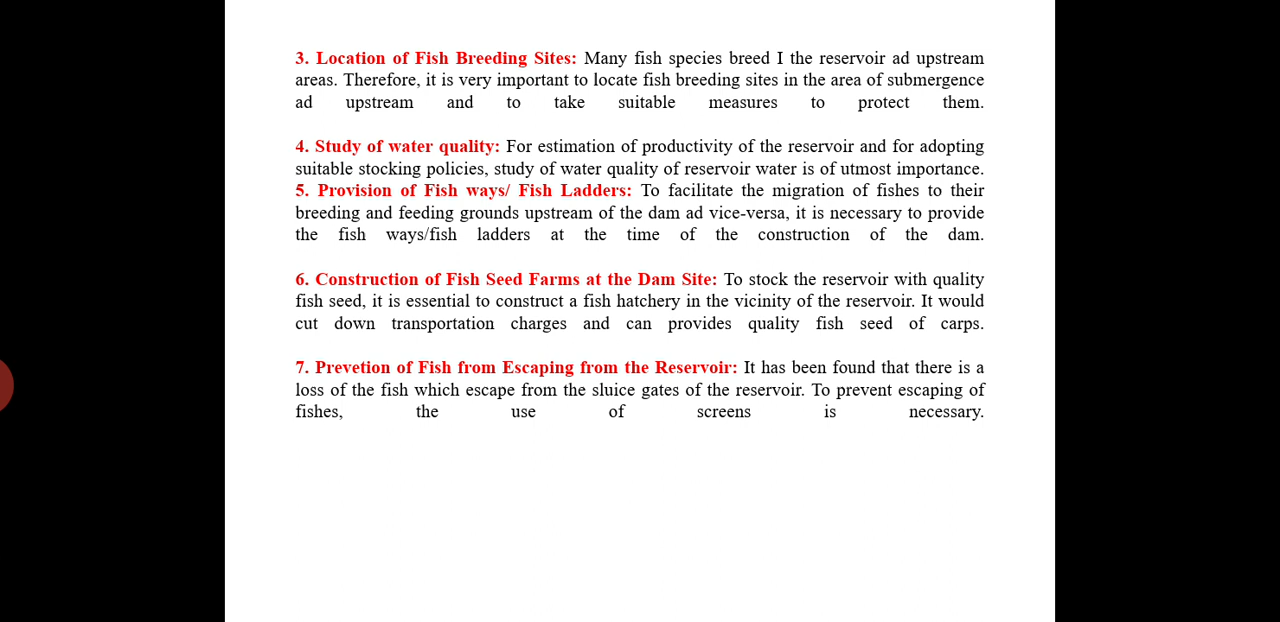 3. Location of Fish Breeding Sites: Many fish species breed I the reservoir ad upstream
areas. Therefore, it is very important to locate fish breeding sites in the area of submergence
ad upstream and to take suitable measures to protect them.
4. Study of water quality: For estimation of productivity of the reservoir and for adopting
suitable stocking policies, study of water quality of reservoir water is of utmost importance.
5. Provision of Fish ways/ Fish Ladders: To facilitate the migration of fishes to their
breeding and feeding grounds upstream of the dam ad vice-versa, it is necessary to provide
the fish ways/fish ladders at the time of the construction of the dam.
6. Construction of Fish Seed Farms at the Dam Site: To stock the reservoir with quality
fish seed, it is essential to construct a fish hatchery in the vicinity of the reservoir. It would
cut down transportation charges and can provides quality fish seed of carps.
7. Prevetion of Fish from Escaping from the Reservoir: It has been found that there is a
loss of the fish which escape from the sluice gates of the reservoir. To prevent escaping of
fishes, the use of screens is necessary.